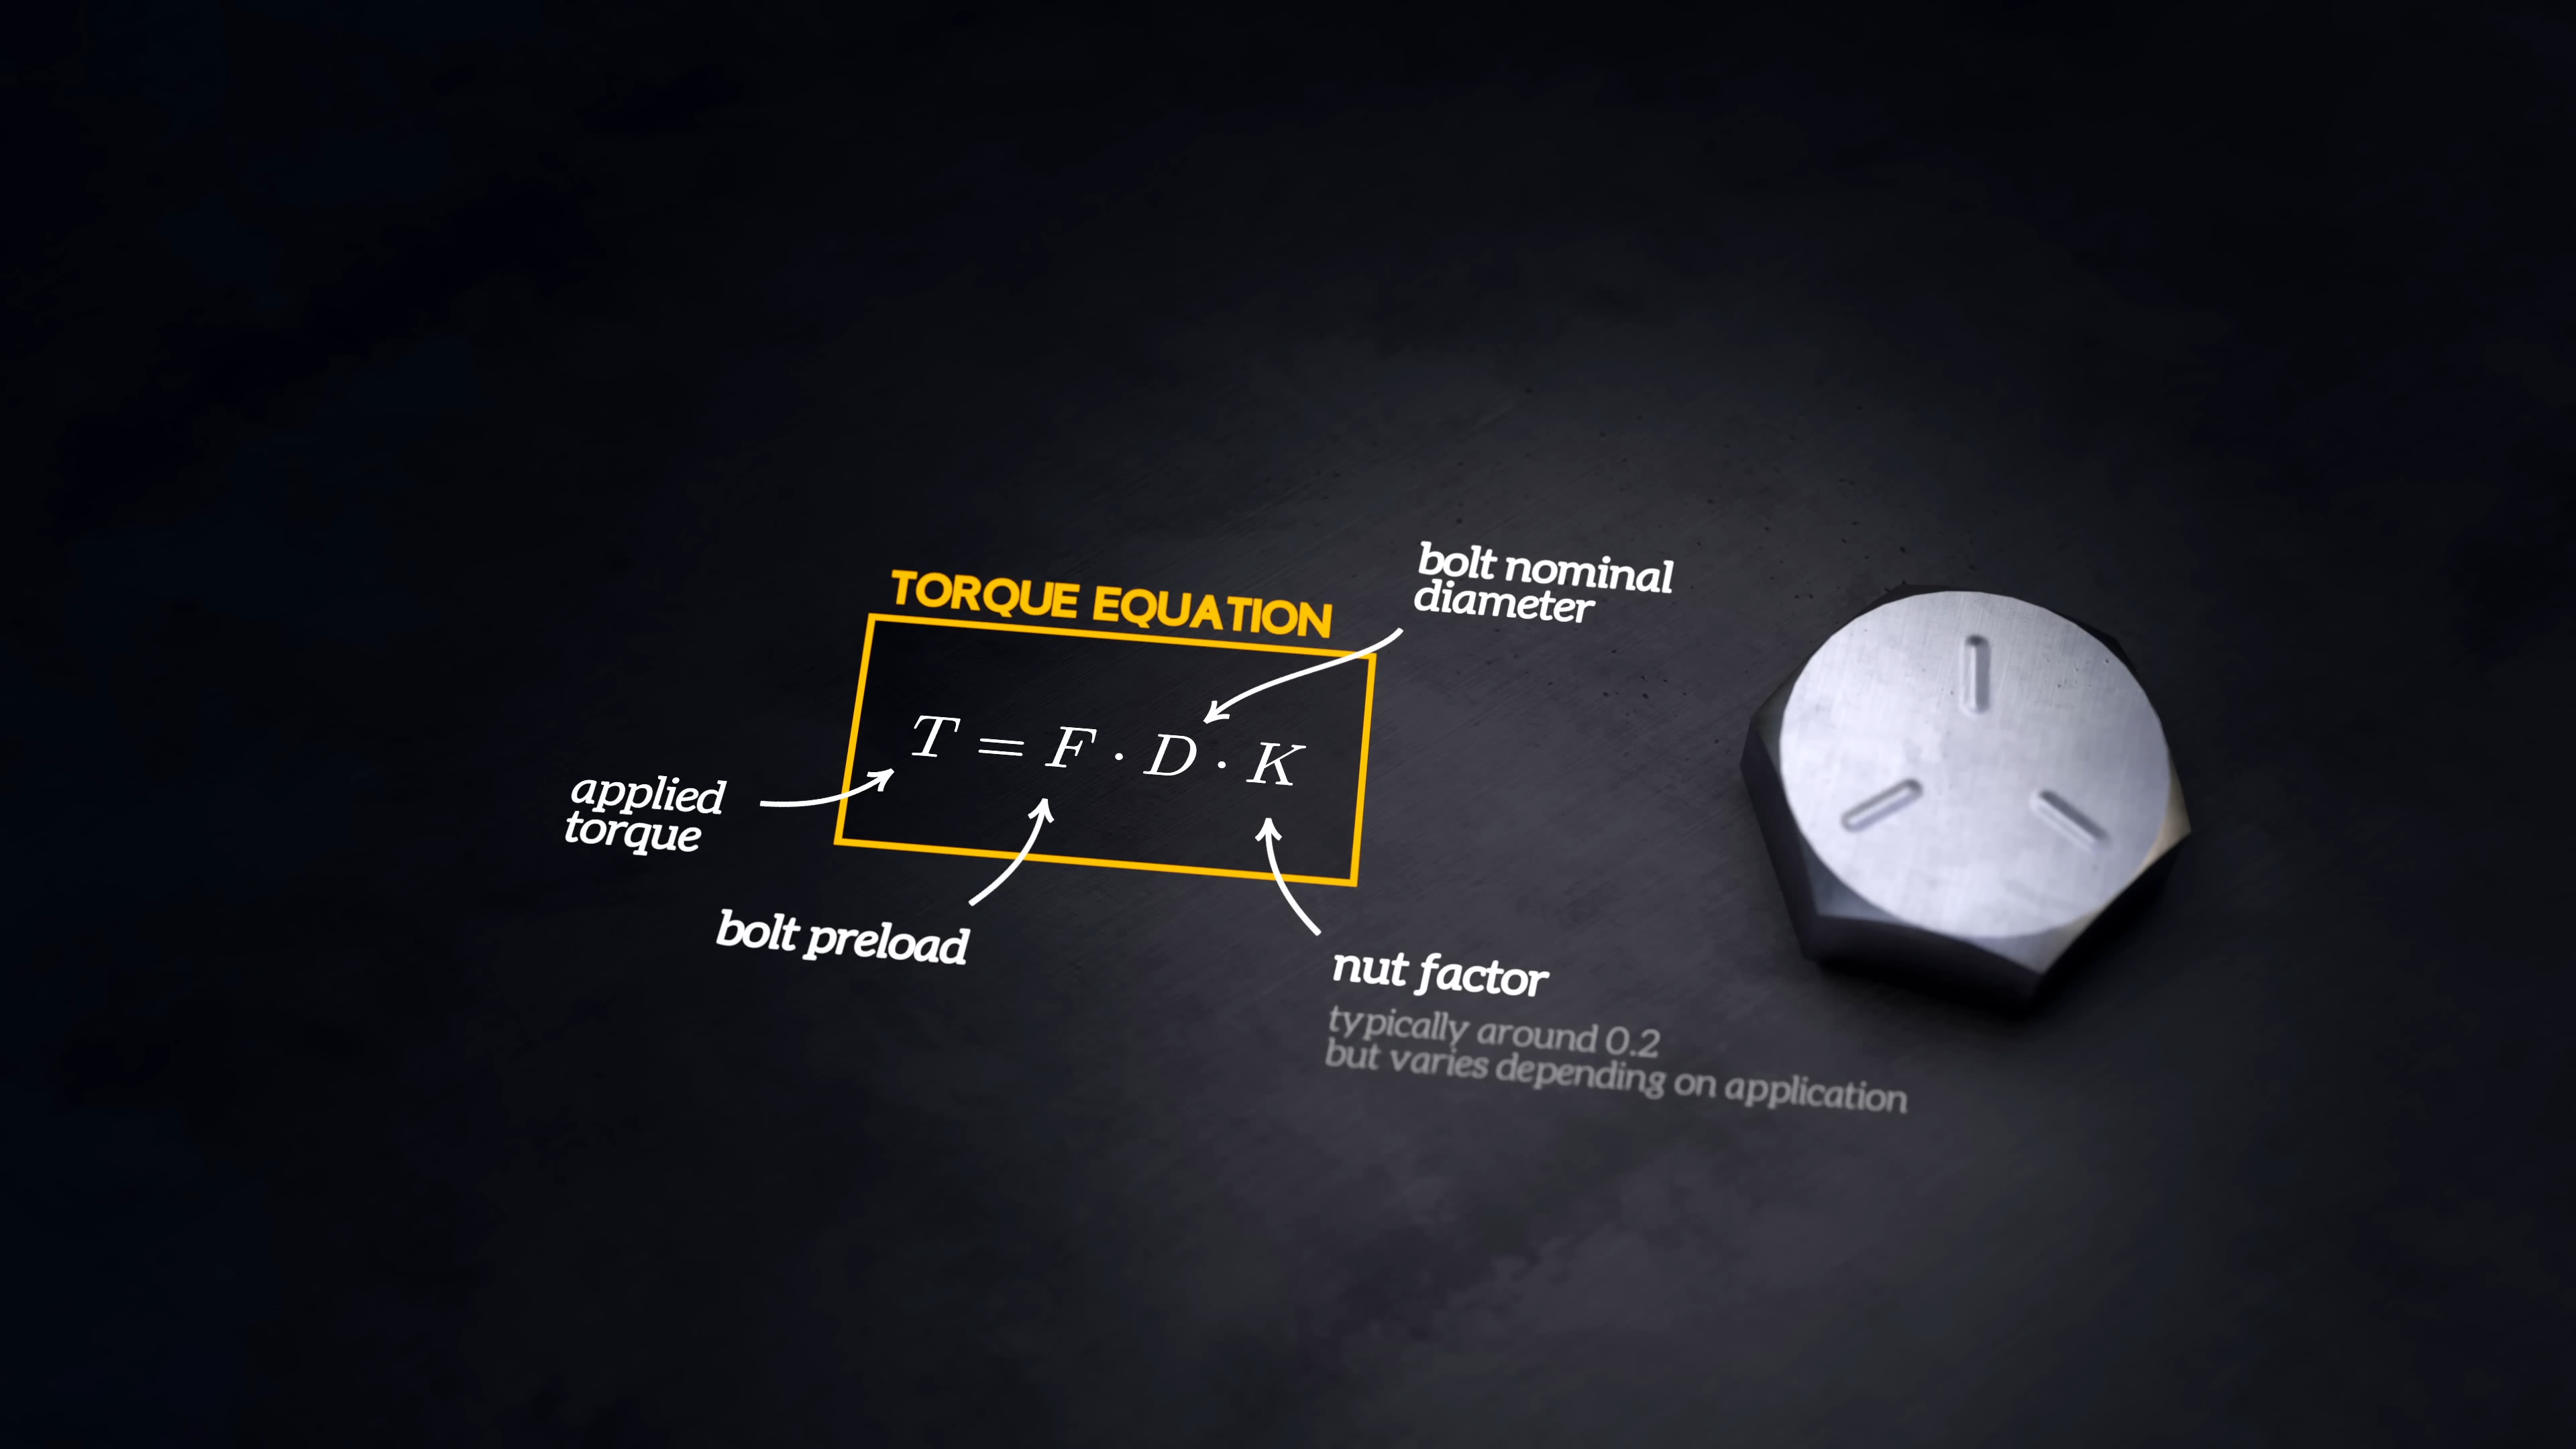 TORQUE EQUATION
T = F · D · K
bolt nominal
diameter
applied
torque
bolt preload
nut factor
typically around 0.2
but varies depending on application